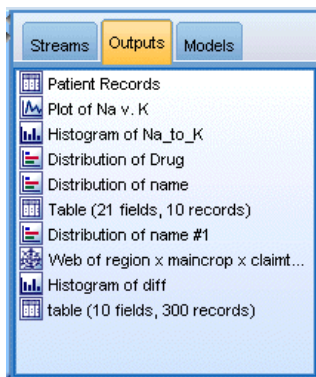 Streams Outputs Models
Patient Records
Plot of Na v. K
Histogram of Na_to_K
Distribution of Drug
Distribution of name
Table (21 fields, 10 records)
Distribution of name #1
Web of region x maincrop x claimt...
Histogram of diff
table (10 fields, 300 records)